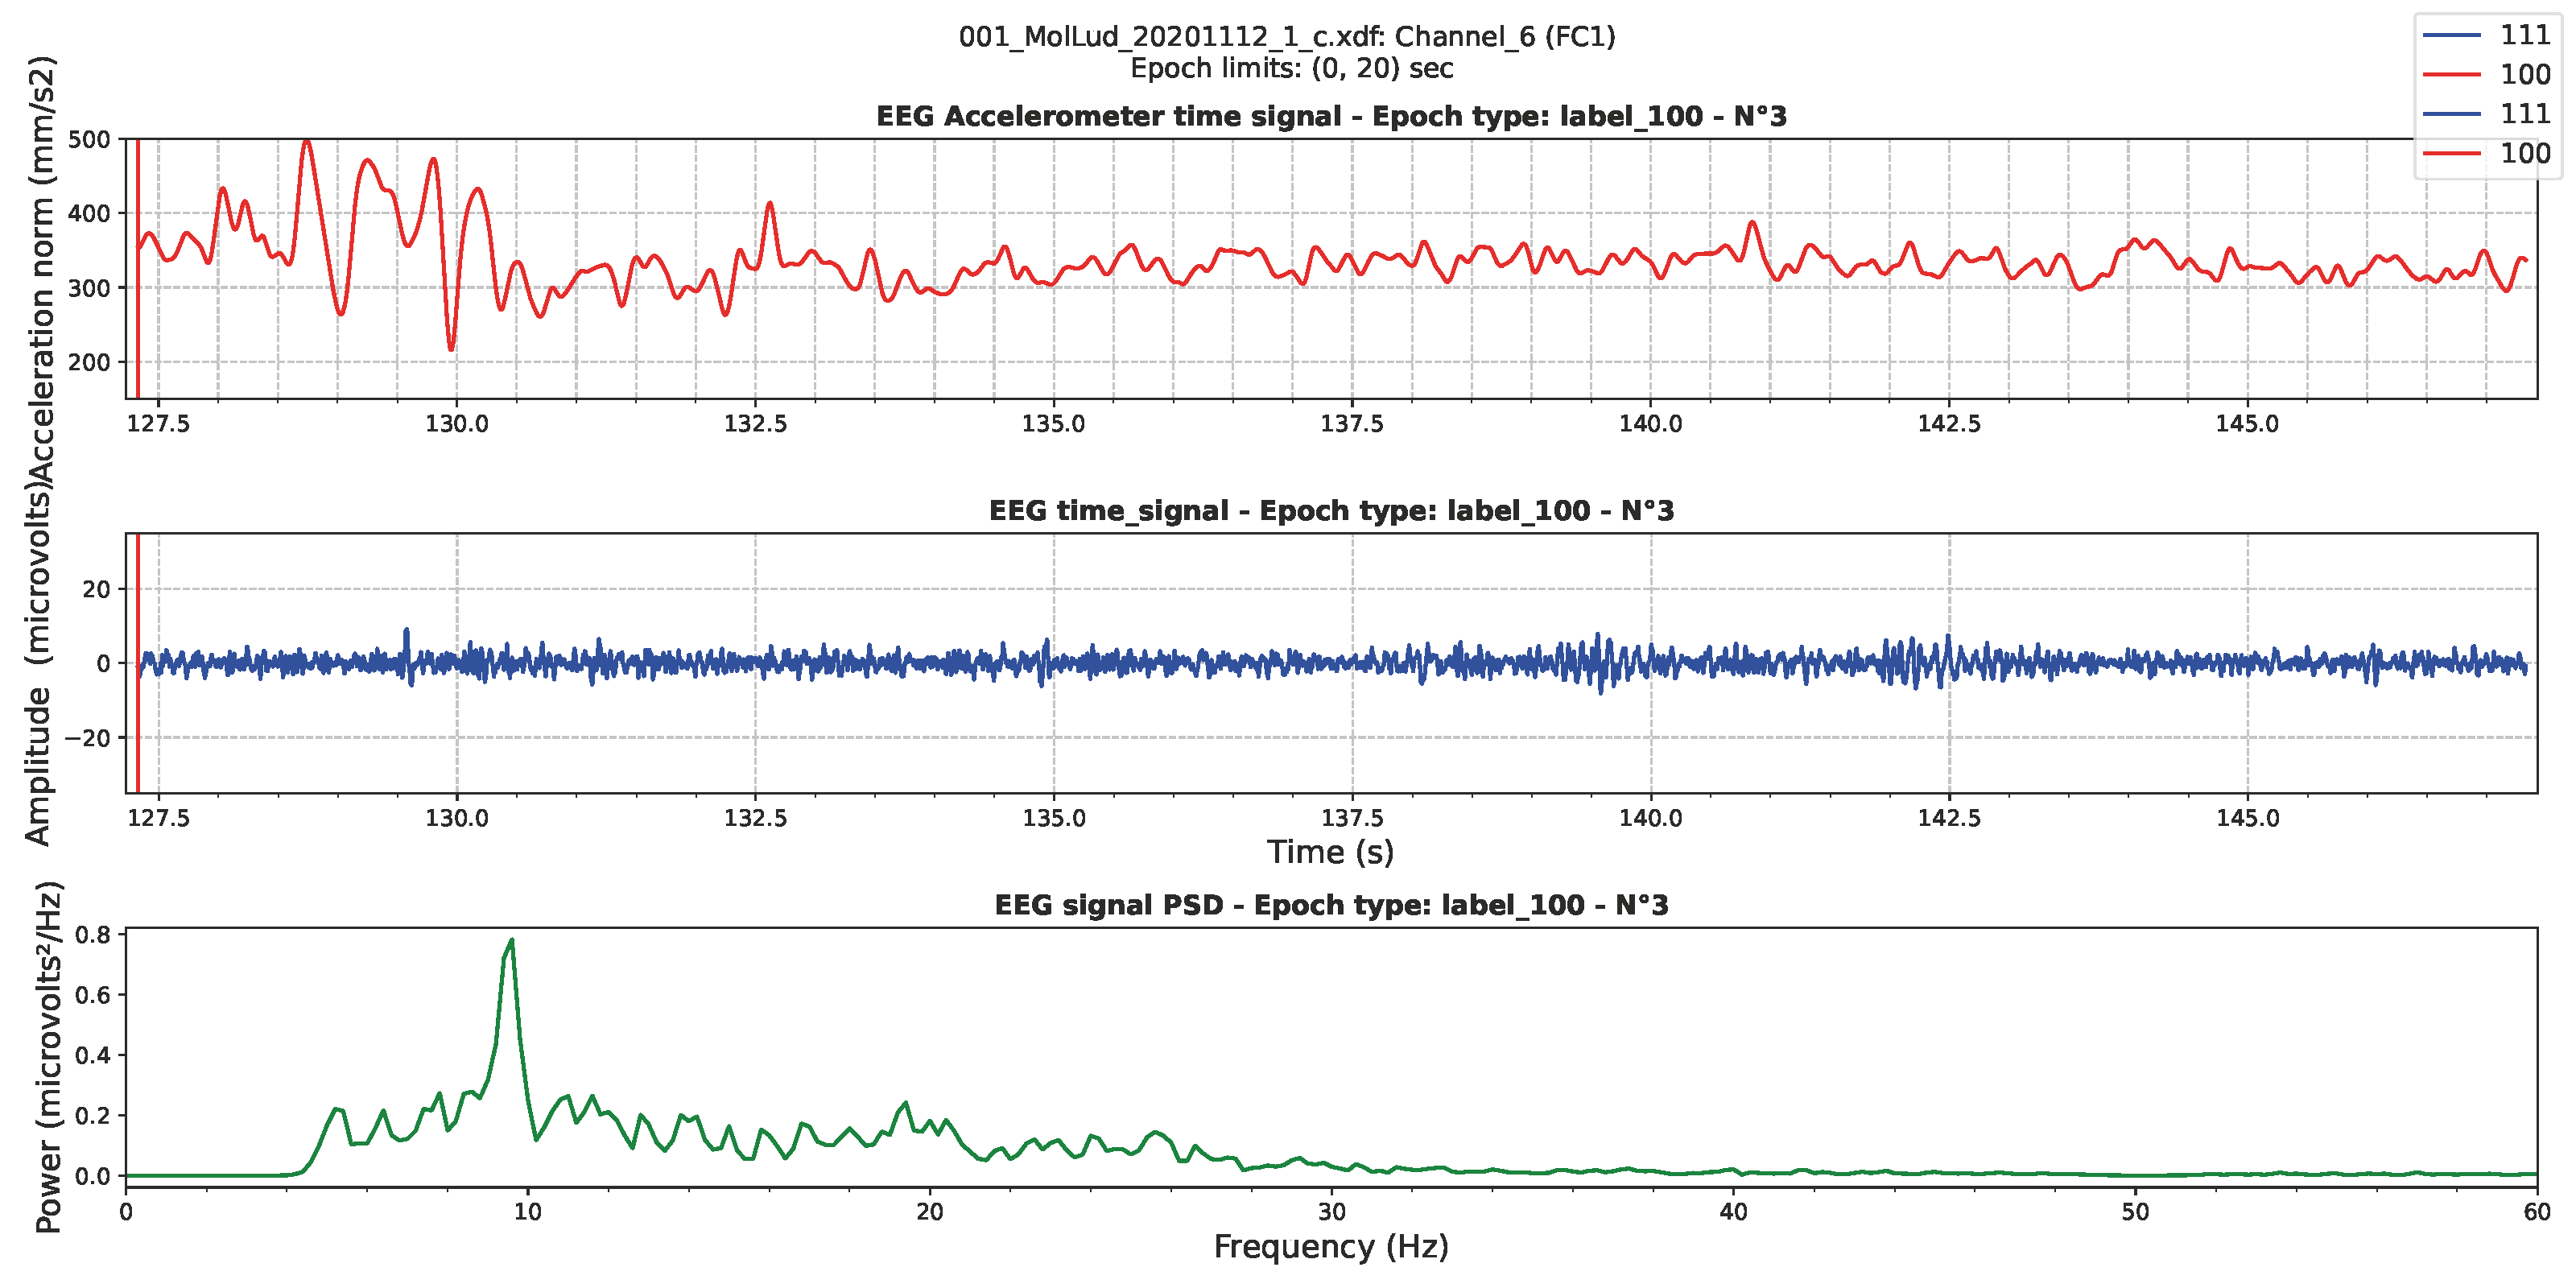 001_MolLud_20201112_1_c.xdf: Channel_6 (FC1)
Epoch limits: (0, 20) sec
111
100
111
100
EEG Accelerometer time signal - Epoch type: label_100 - N°3
Acceleration norm (mm/s2)
500
400
300
200
127.5 130.0 132.5 135.0 137.5 140.0 142.5 145.0
EEG time_signal - Epoch type: label_100 - N°3
Amplitude (microvolts)
20
0
−20
127.5 130.0 132.5 135.0 137.5 140.0 142.5 145.0
Time (s)
EEG signal PSD - Epoch type: label_100 - N°3
Power (microvolts²/Hz)
0.8
0.6
0.4
0.2
0.0
0 10 20 30 40 50 60
Frequency (Hz)